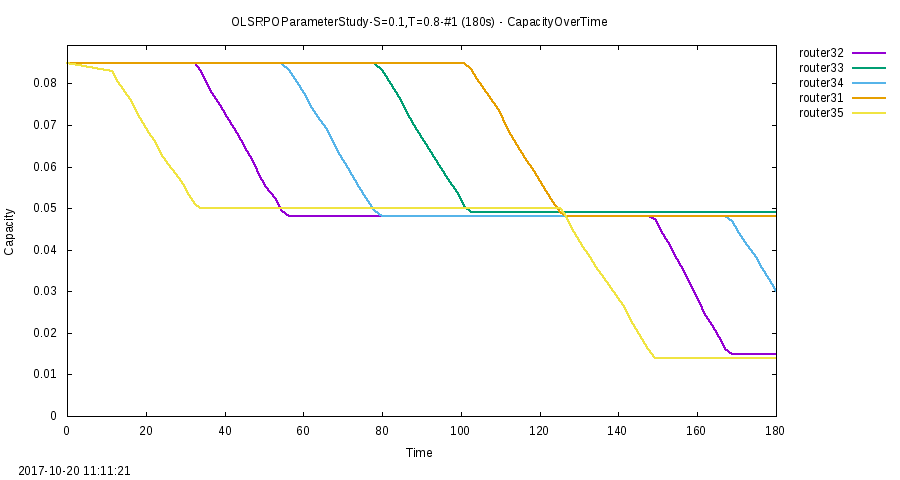 OLSRPOParameterStudy-S=0.1,T=0.8-#1 (180s) - CapacityOverTime
router32
router33
router34
router31
router35
0.08
0.07
0.06
0.05
0.04
0.03
0.02
0.01
0
Capacity
0 20 40 60 80 100 120 140 160 180
Time
2017-10-20 11:11:21